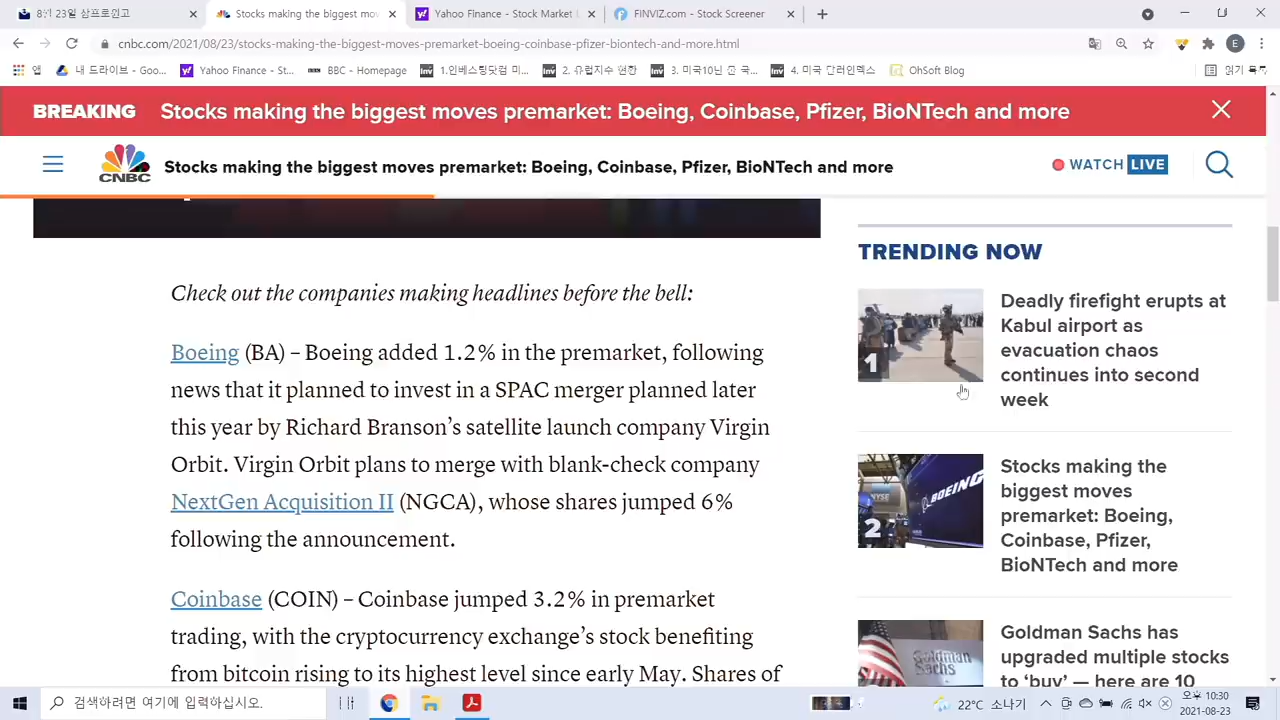 월 23일 삼프로원고
Stocks making the biggest mov
Yahoo Finance - Stock Market
FINVIZ.com - Stock Screener
cnbc.com/2021/08/23/stocks-making-the-biggest-moves-premarket-boeing-coinbase-pfizer-biontech-and-more.html
E
앱
내 드라이브 - Goo...
Yahoo Finance - St...
BBC - Homepage
1.인베스팅닷컴 미...
2. 유럽지수 현황
3. 미국10년 준 국...
4. 미국 달러인덱스
OhSoft Blog
읽기 목록
BREAKING Stocks making the biggest moves premarket: Boeing, Coinbase, Pfizer, BioNTech and more
CNBC
Stocks making the biggest moves premarket: Boeing, Coinbase, Pfizer, BioNTech and more
WATCH LIVE
Check out the companies making headlines before the bell:
Boeing (BA) – Boeing added 1.2% in the premarket, following
news that it planned to invest in a SPAC merger planned later
this year by Richard Branson’s satellite launch company Virgin
Orbit. Virgin Orbit plans to merge with blank-check company
NextGen Acquisition II (NGCA), whose shares jumped 6%
following the announcement.
Coinbase (COIN) – Coinbase jumped 3.2% in premarket
trading, with the cryptocurrency exchange’s stock benefiting
from bitcoin rising to its highest level since early May. Shares of
TRENDING NOW
1
Deadly firefight erupts at
Kabul airport as
evacuation chaos
continues into second
week
BOEING
2
Stocks making the
biggest moves
premarket: Boeing,
Coinbase, Pfizer,
BioNTech and more
Goldman
Sachs
Goldman Sachs has
upgraded multiple stocks
to ‘buy’ — here are 10
검색하려면 여기에 입력하십시오.
22°C 소나기
오후 10:30
2021-08-23